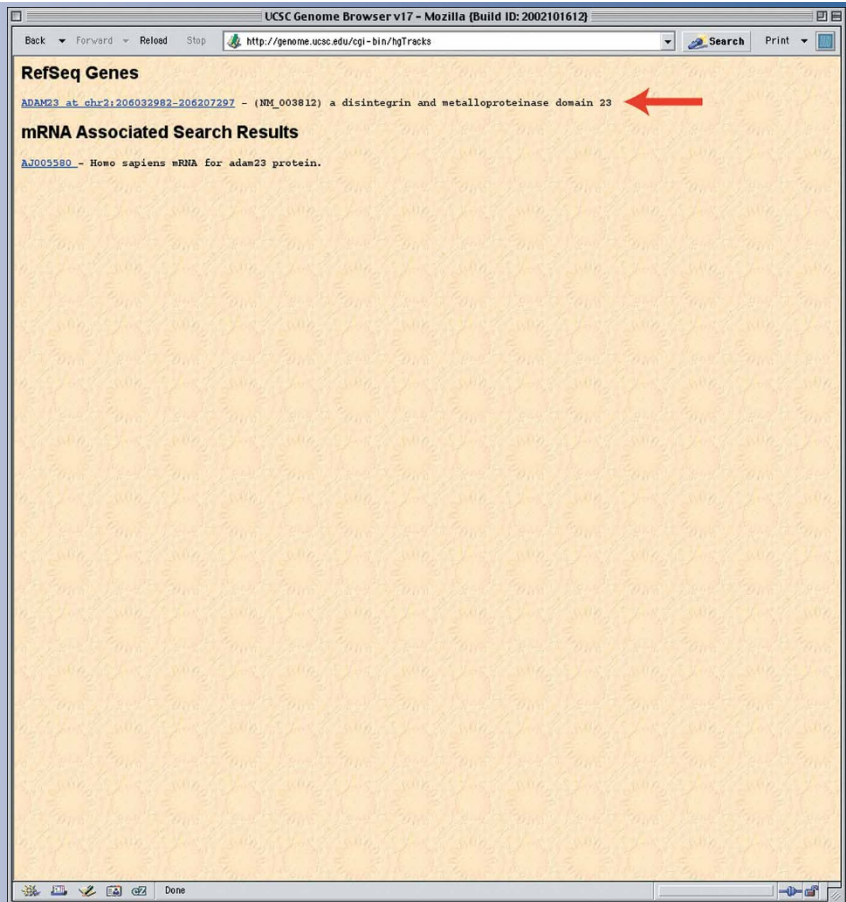 UCSC Genome Browser v17 - Mozilla {Build ID: 2002101612}
Back Forward Reload Stop http://genome.ucsc.edu/cgi-bin/hgTracks Search Print
RefSeq Genes
ADAM23 at chr2:206032982-206207297 - (NM_003812) a disintegrin and metalloproteinase domain 23
mRNA Associated Search Results
AJ005580 - Homo sapiens mRNA for adam23 protein.
Done